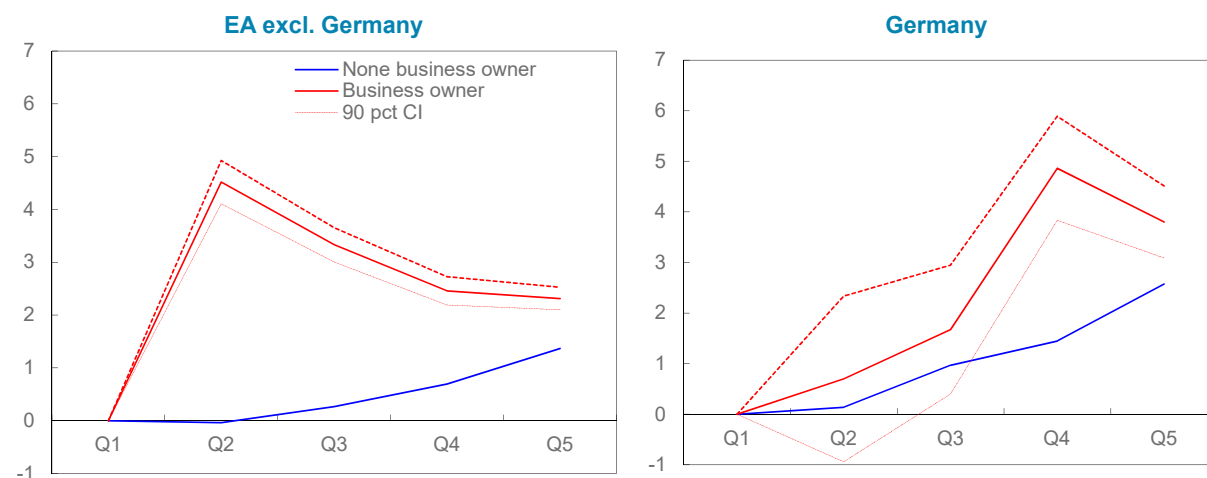 EA excl. Germany
7
6
5
4
3
2
1
0
-1
None business owner
Business owner
90 pct CI
Q1 Q2 Q3 Q4 Q5
Germany
7
6
5
4
3
2
1
0
-1
Q1 Q2 Q3 Q4 Q5